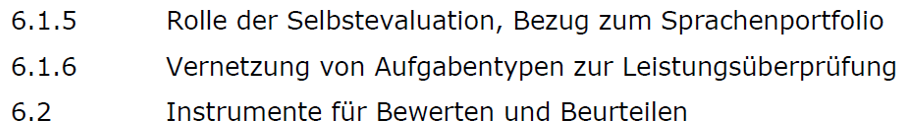 6.1.5 Rolle der Selbstevaluation, Bezug zum Sprachenportfolio
6.1.6 Vernetzung von Aufgabentypen zur Leistungsüberprüfung
6.2 Instrumente für Bewerten und Beurteilen